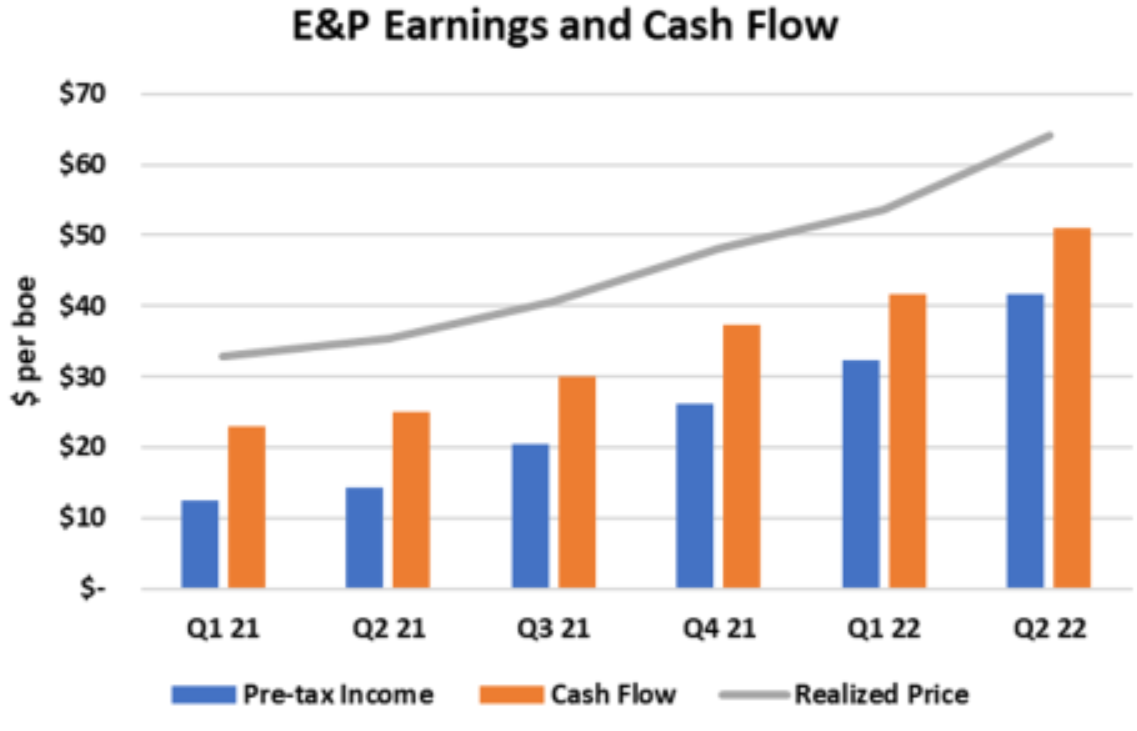 E&P Earnings and Cash Flow
$70
$60
$50
$40
$30
$20
$10
$-
$ per boe
Q1 21 Q2 21 Q3 21 Q4 21 Q1 22 Q2 22
Pre-tax Income Cash Flow Realized Price